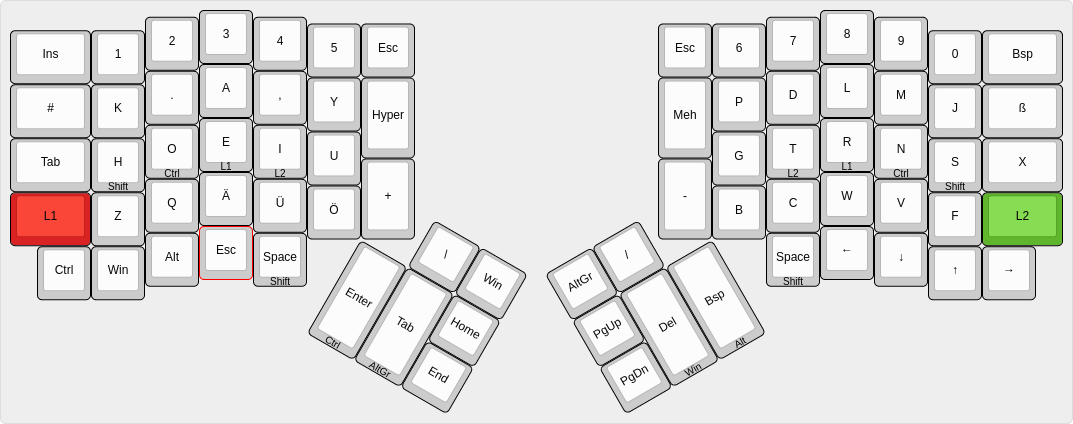 Ins 1 2 3 4 5 Esc
Esc 6 7 8 9 0 Bsp
# K . A , Y Hyper
Meh P D L M J ß
Tab H O E I U
G T R N S X
Shift Ctrl L1 L2
L2 L1 Ctrl Shift
L1 Z Q Ä Ü Ö +
- B C W V F L2
Ctrl Win Alt Esc Space
Shift
Space ← ↓ ↑ →
Shift
\ Win
Enter Tab Home
Ctrl AltGr End
AltGr \
PgUp Del Bsp
PgDn Win Alt